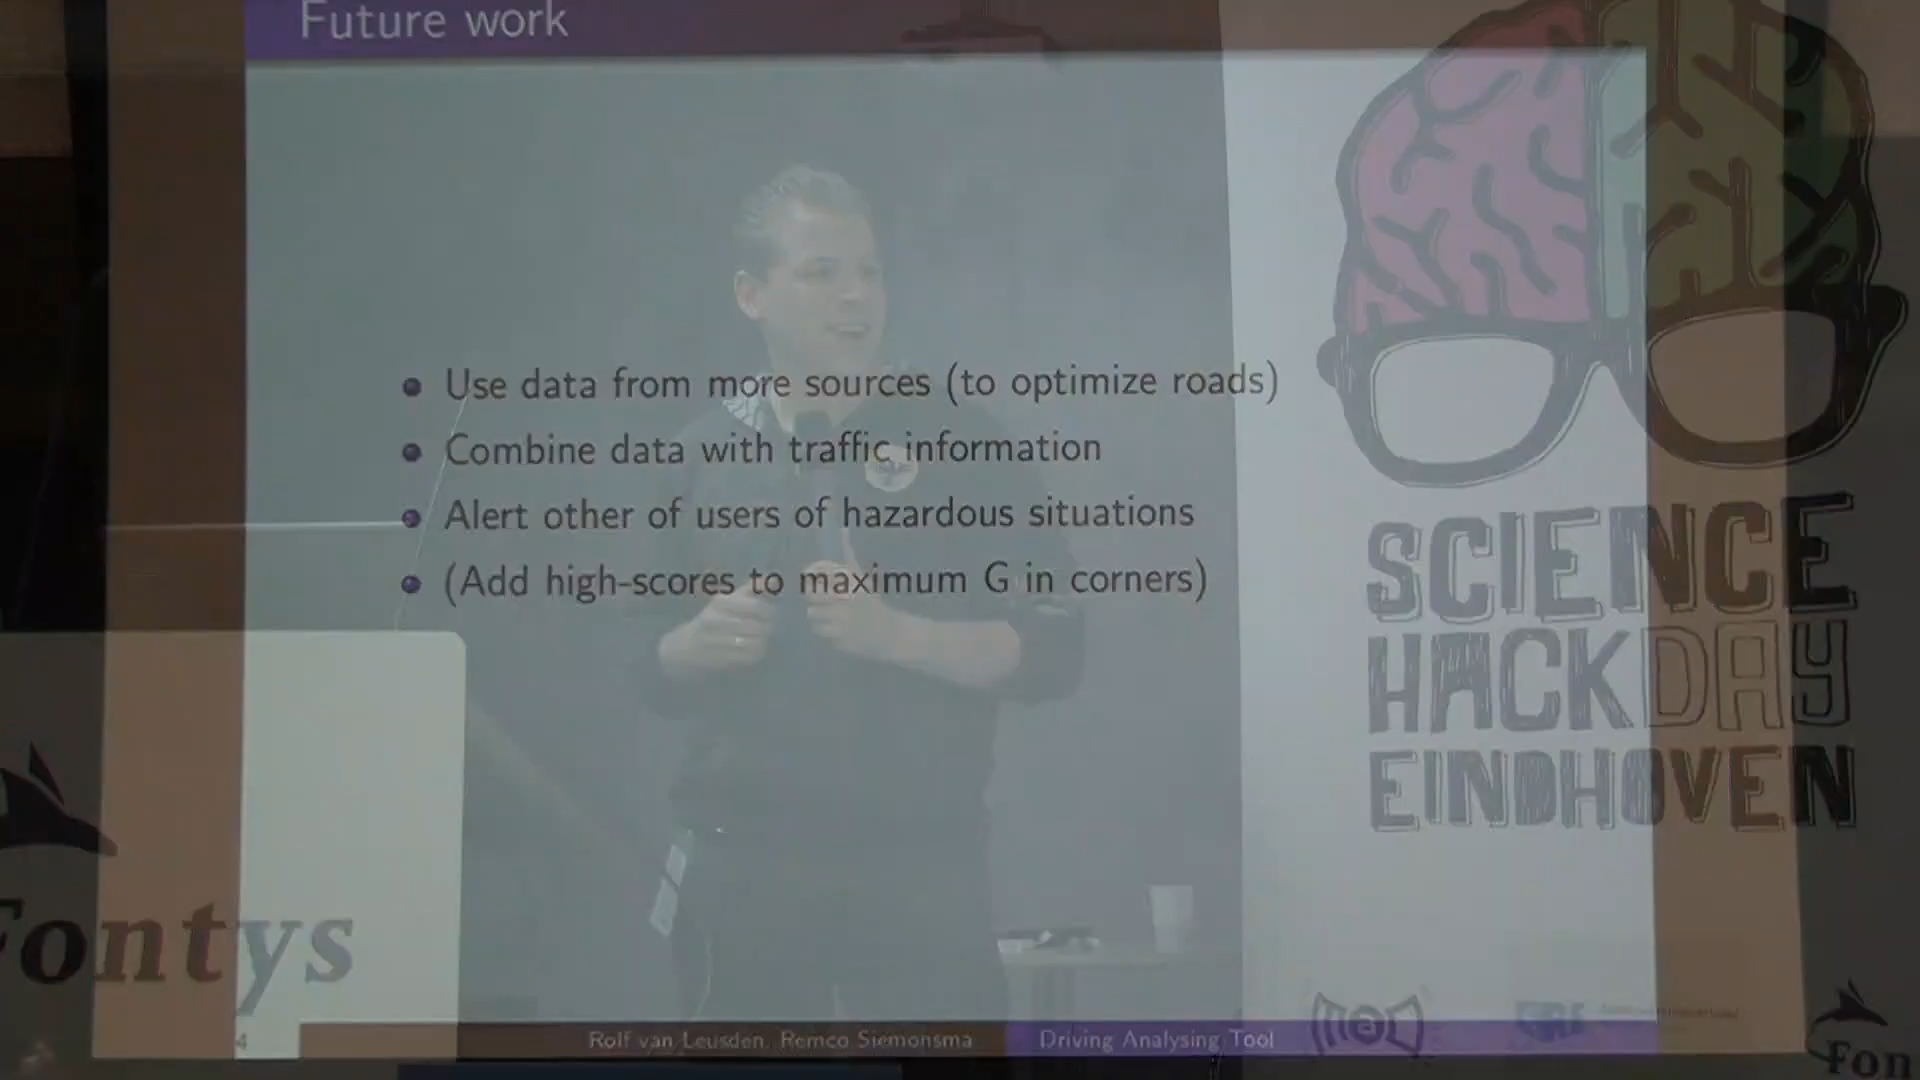 Future work
Use data from more sources (to optimize roads)
Combine data with traffic information
Alert other of users of hazardous situations
(Add high-scores to maximum G in corners)
SCIENCE
HACKDAY
EINDHOVEN
Fontys
4
Rolf van Leusden, Remco Siemonsma
Driving Analysing Tool
Fon